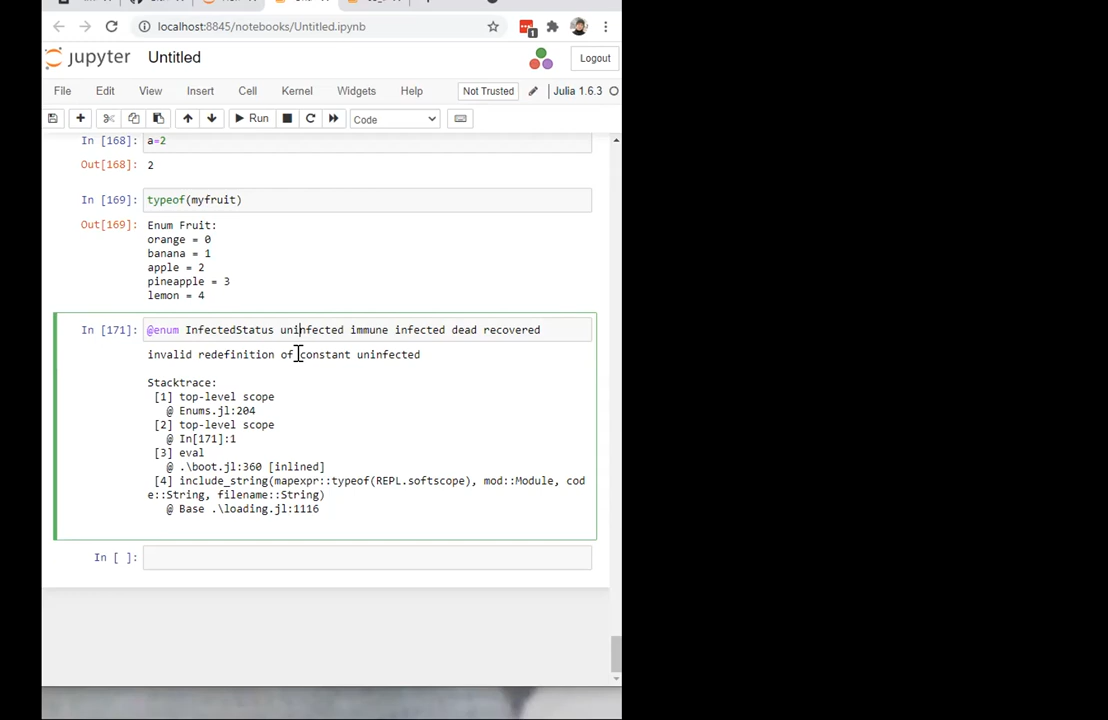 localhost:8845/notebooks/Untitled.ipynb
1
jupyter Untitled
Logout
File Edit View Insert Cell Kernel Widgets Help Not Trusted Julia 1.6.3
Run Code
In [168]: a=2
Out[168]: 2
In [169]: typeof(myfruit)
Out[169]: Enum Fruit:
orange = 0
banana = 1
apple = 2
pineapple = 3
lemon = 4
In [171]: @enum InfectedStatus uninfected immune infected dead recovered
invalid redefinition of constant uninfected
Stacktrace:
[1] top-level scope
@ Enums.jl:204
[2] top-level scope
@ In[171]:1
[3] eval
@ .\boot.jl:360 [inlined]
[4] include_string(mapexpr::typeof(REPL.softscope), mod::Module, cod
e::String, filename::String)
@ Base .\loading.jl:1116
In [ ]: